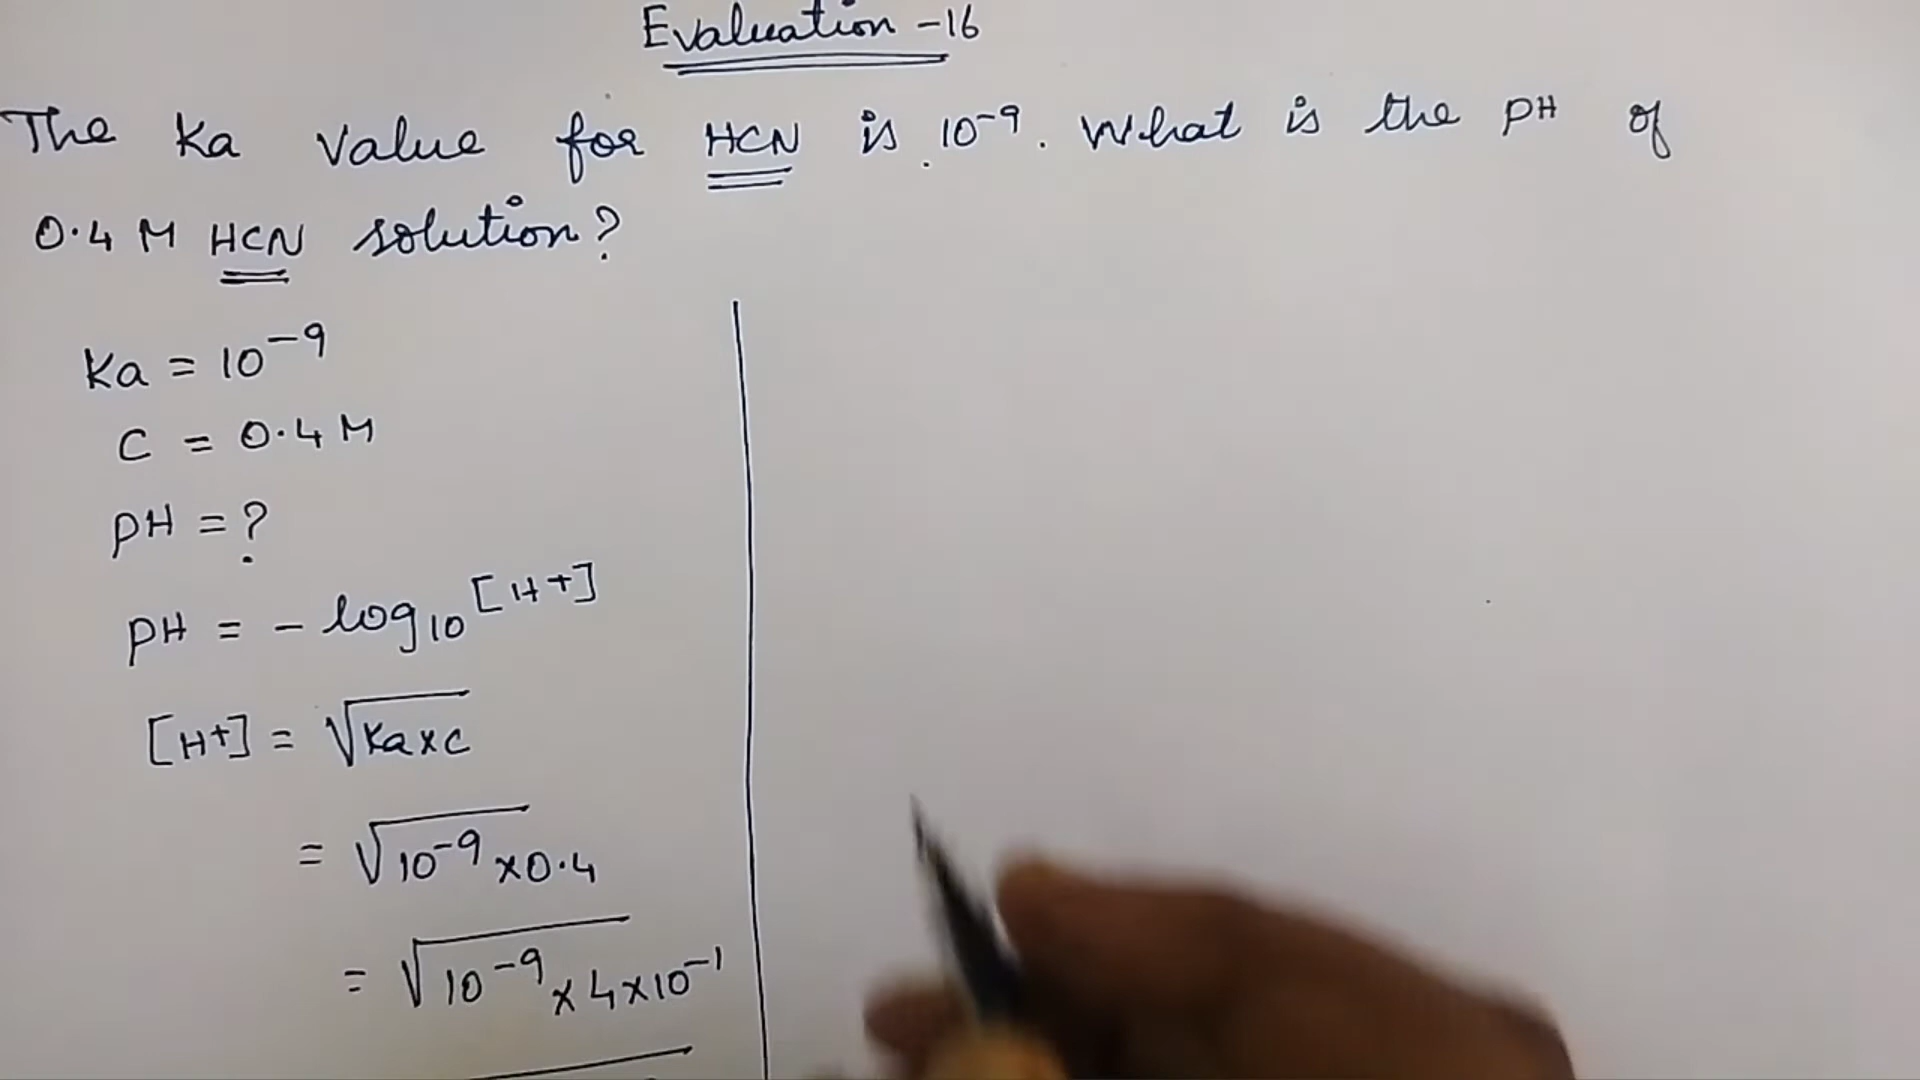 Evaluation -16
The Ka value for HCN is 10⁻⁹. What is the PH of
0.4 M HCN solution?
Ka = 10⁻⁹
C = 0.4 M
PH = ?
PH = - log₁₀[H+]
[H+] = √Ka×C
= √10⁻⁹×0.4
= √10⁻⁹×4×10⁻¹